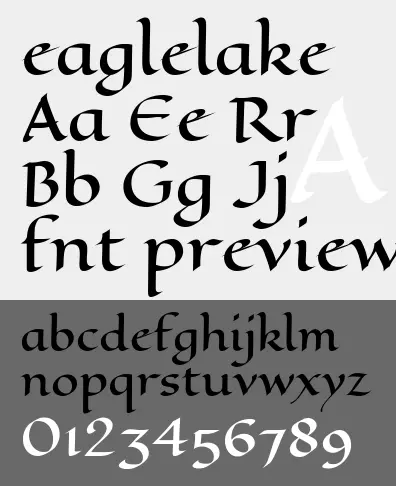 eaglelake
Aa Ee Rr
A
Bb Gg Jj
fnt preview
abcdefghijklm
nopqrstuvwxyz
0123456789